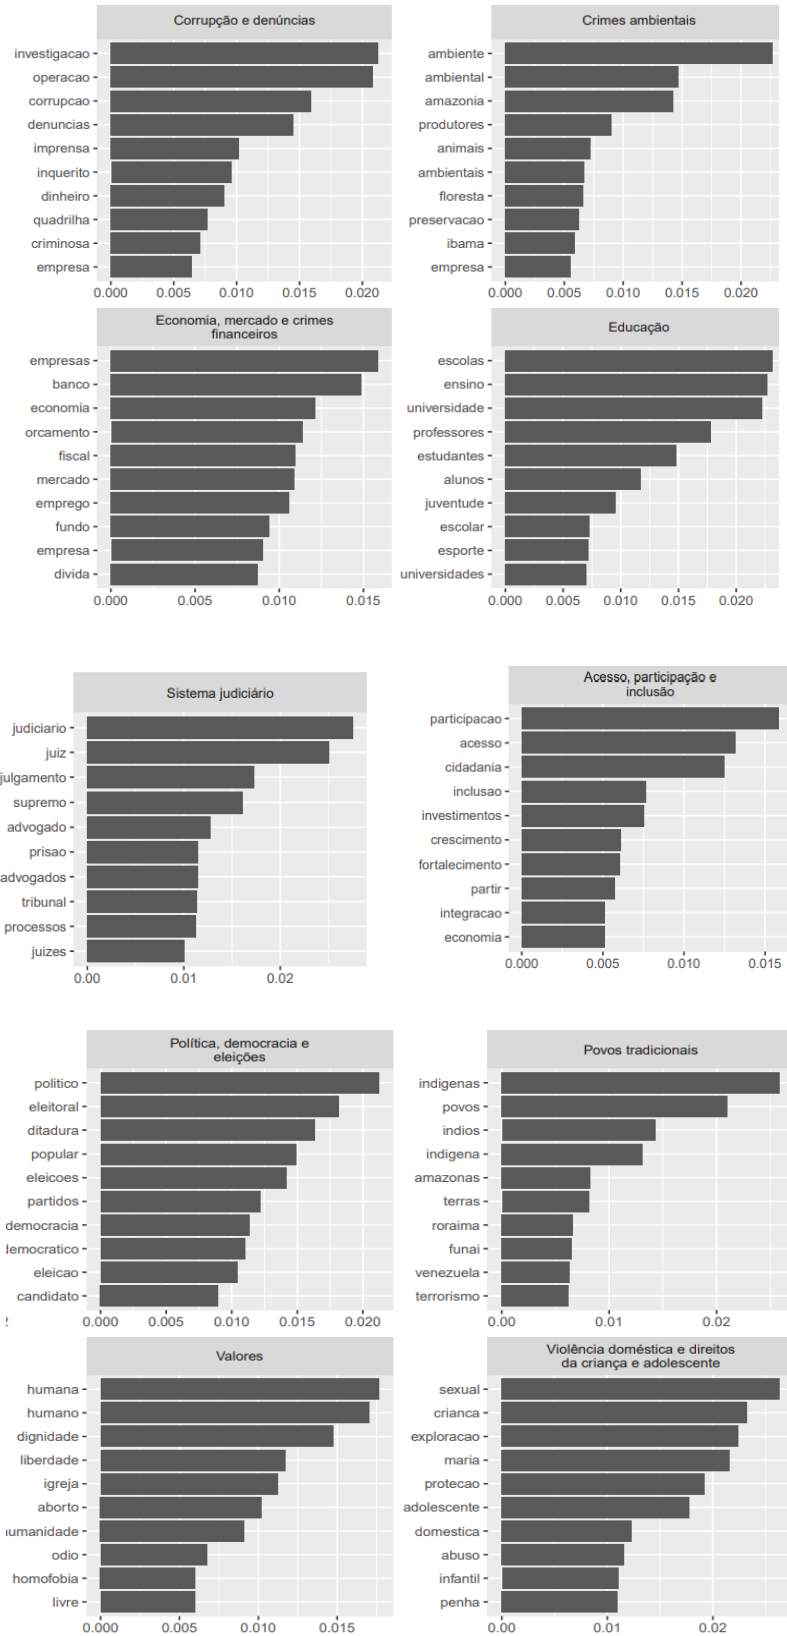 Corrupção e denúncias
investigacao
operacao
corrupcao
denuncias
imprensa
inquerito
dinheiro
quadrilha
criminosa
empresa
0.000 0.005 0.010 0.015 0.020
Crimes ambientais
ambiente
ambiental
amazonia
produtores
animais
ambientais
floresta
preservacao
ibama
empresa
0.000 0.005 0.010 0.015 0.020
Economia, mercado e crimes
financeiros
empresas
banco
economia
orcamento
fiscal
mercado
emprego
fundo
empresa
divida
0.000 0.005 0.010 0.015
Educação
escolas
ensino
universidade
professores
estudantes
alunos
juventude
escolar
esporte
universidades
0.000 0.005 0.010 0.015 0.020
Sistema judiciário
judiciario
juiz
julgamento
supremo
advogado
prisao
advogados
tribunal
processos
juizes
0.00 0.01 0.02
Acesso, participação e
inclusão
participacao
acesso
cidadania
inclusao
investimentos
crescimento
fortalecimento
partir
integracao
economia
0.000 0.005 0.010 0.015
Política, democracia e
eleições
politico
eleitoral
ditadura
popular
eleicoes
partidos
democracia
democratico
eleicao
candidato
0.000 0.005 0.010 0.015 0.020
Povos tradicionais
indigenas
povos
indios
indigena
amazonas
terras
roraima
funai
venezuela
terrorismo
0.00 0.01 0.02
Valores
humana
humano
dignidade
liberdade
igreja
aborto
umanidade
odio
homofobia
livre
0.000 0.005 0.010 0.015
Violência doméstica e direitos
da criança e adolescente
sexual
crianca
exploracao
maria
protecao
adolescente
domestica
abuso
infantil
penha
0.00 0.01 0.02